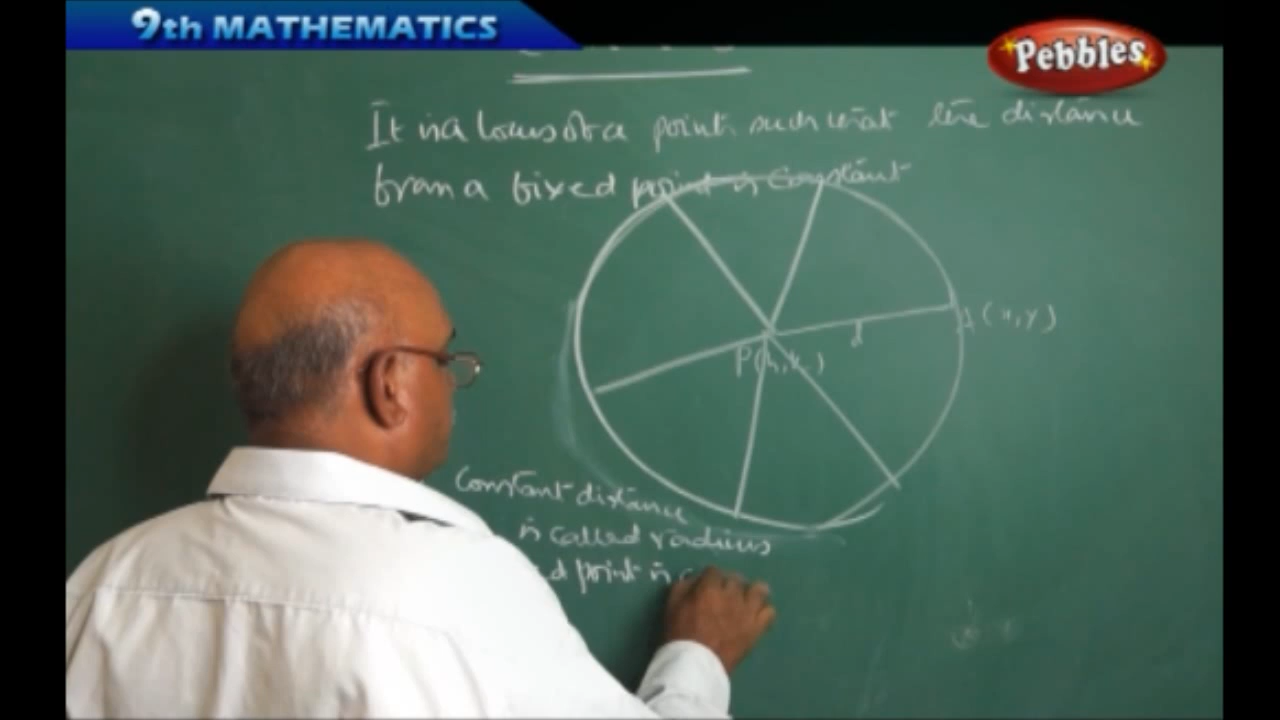 9th MATHEMATICS
Pebbles
It is a locus of a point such that the distance
from a fixed point is constant
A (x, y)
d
P(h, k)
Constant distance
is called radius
d point is c